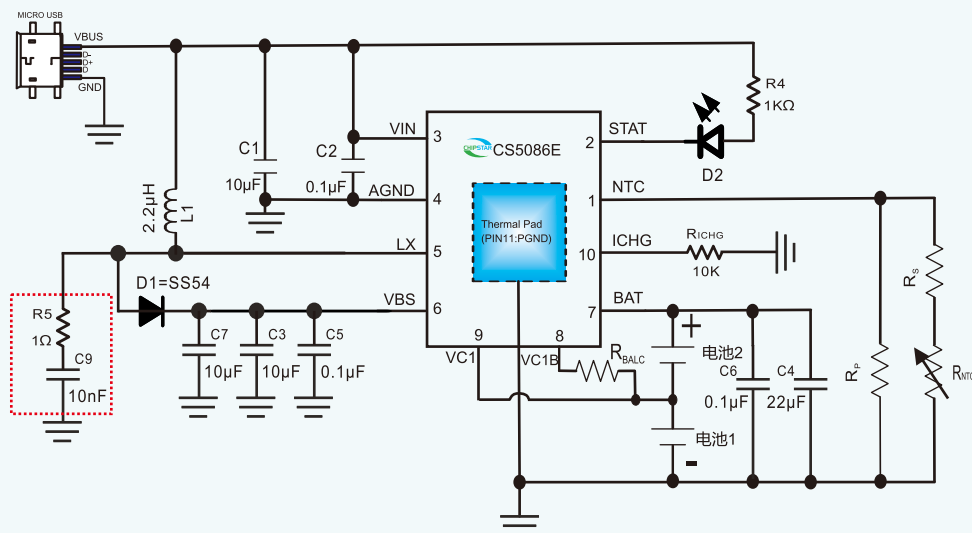 MICRO USB
VBUS
D-
D+
D
GND
C1
10μF
C2
0.1μF
2.2μH
L1
VIN
3
AGND
4
LX
5
VBS
6
CHIPSTAR
CS5086E
Thermal Pad
(PIN11:PGND)
STAT
2
NTC
1
ICHG
10
BAT
7
9
VC1
8
VC1B
R4
1KΩ
D2
RICHG
10K
D1=SS54
R5
1Ω
C9
10nF
C7
10μF
C3
10μF
C5
0.1μF
RBALC
+
电池2
电池1
-
C6
0.1μF
C4
22μF
RP
RS
RNTC